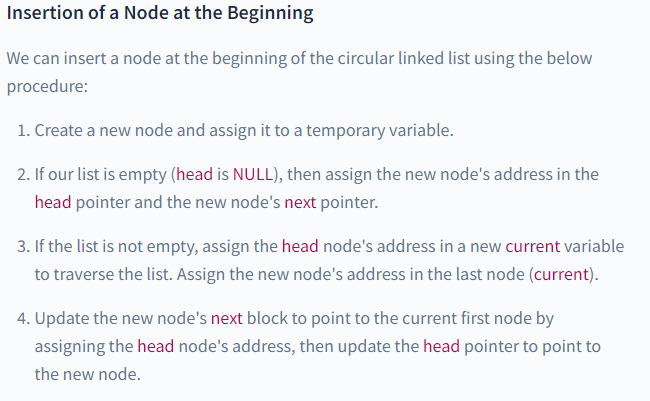 Insertion of a Node at the Beginning
We can insert a node at the beginning of the circular linked list using the below
procedure:
1. Create a new node and assign it to a temporary variable.
2. If our list is empty (head is NULL), then assign the new node's address in the
head pointer and the new node's next pointer.
3. If the list is not empty, assign the head node's address in a new current variable
to traverse the list. Assign the new node's address in the last node (current).
4. Update the new node's next block to point to the current first node by
assigning the head node's address, then update the head pointer to point to
the new node.